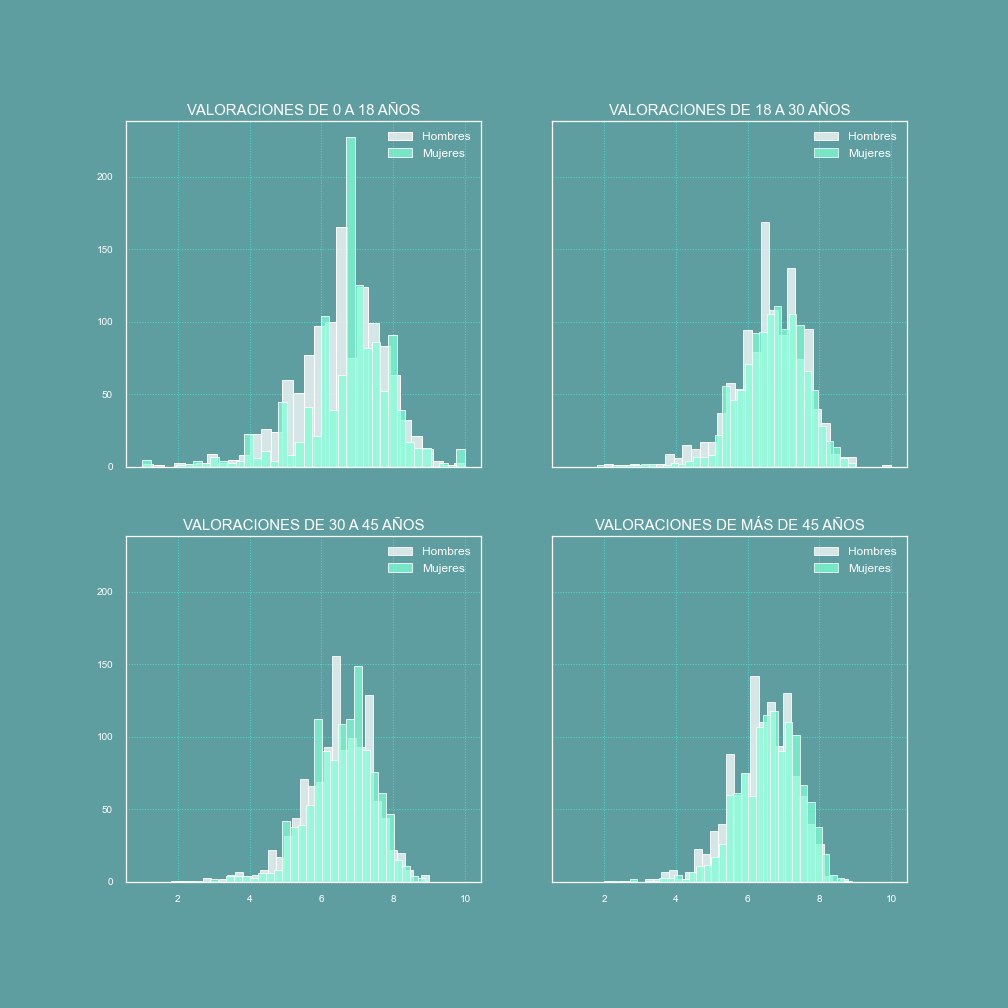 VALORACIONES DE 0 A 18 AÑOS
Hombres
Mujeres
200
150
100
50
0
VALORACIONES DE 18 A 30 AÑOS
Hombres
Mujeres
VALORACIONES DE 30 A 45 AÑOS
Hombres
Mujeres
200
150
100
50
0
2 4 6 8 10
VALORACIONES DE MÁS DE 45 AÑOS
Hombres
Mujeres
2 4 6 8 10